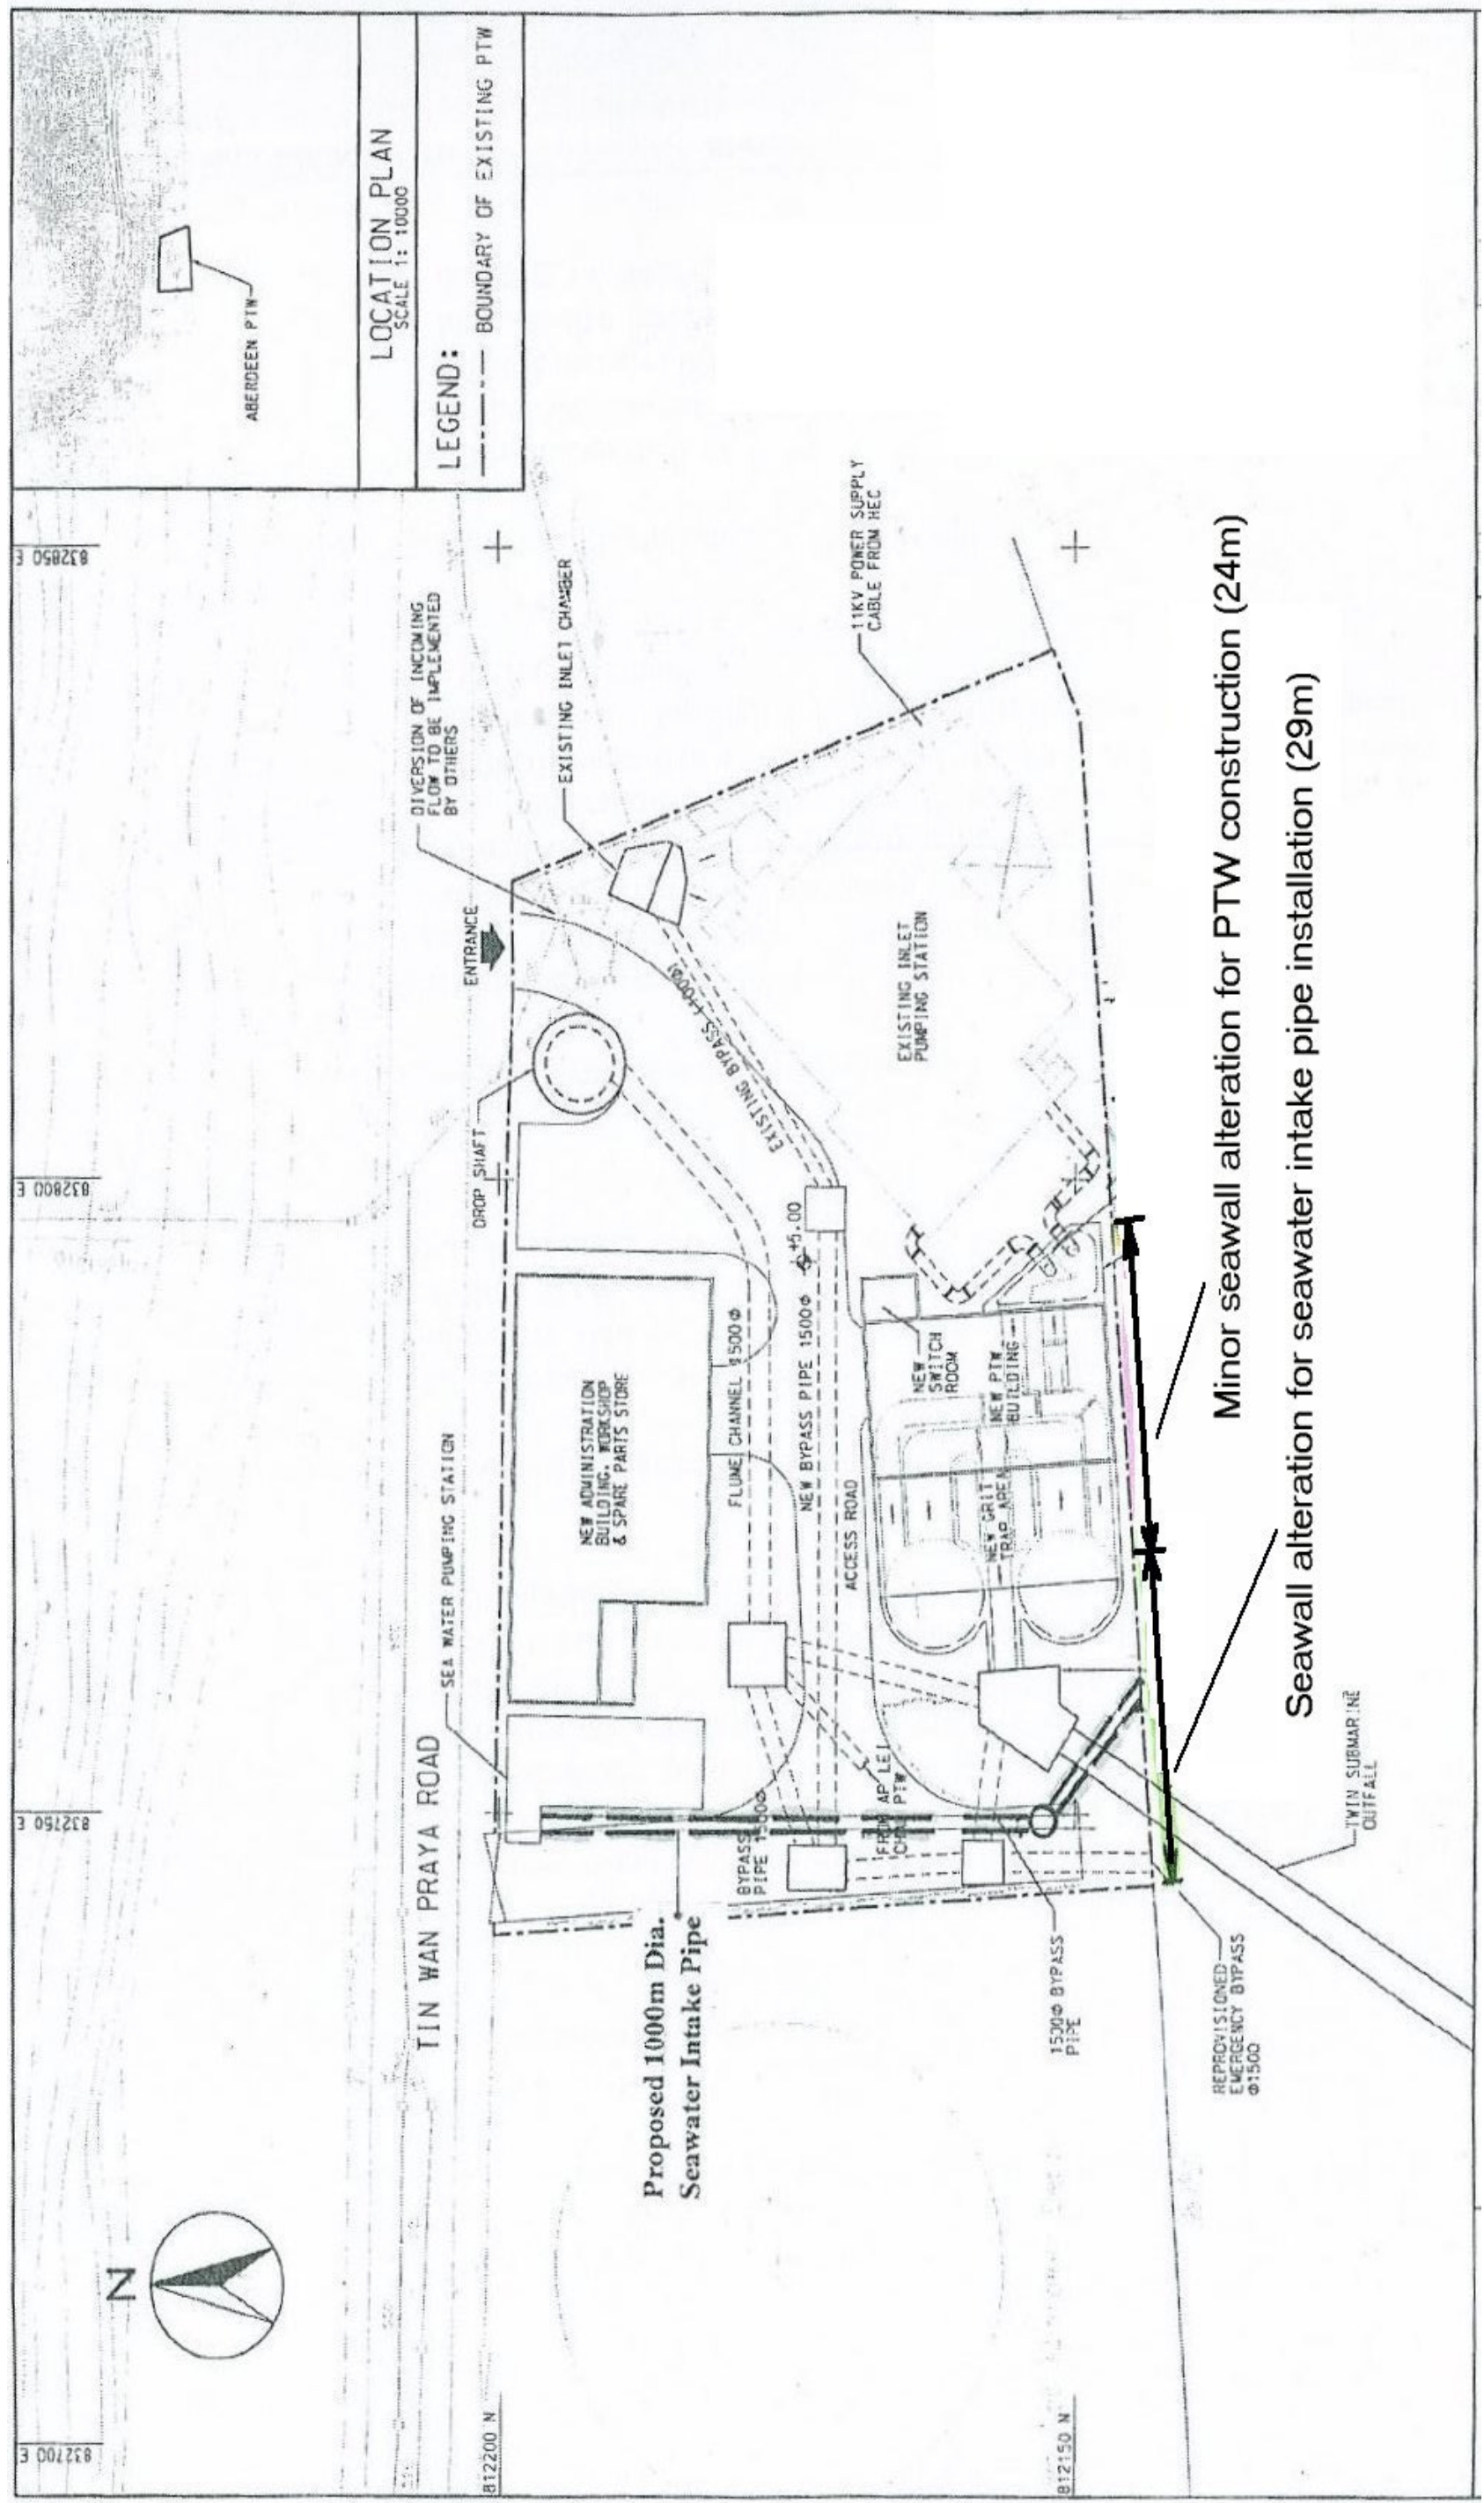 N
832700 E
832750 E
832800 E
832850 E
812200 N
812150 N
ABERDEEN PTW
LOCATION PLAN
SCALE 1: 10000
LEGEND:
BOUNDARY OF EXISTING PTW
TIN WAN PRAYA ROAD
SEA WATER PUMPING STATION
DROP SHAFT
ENTRANCE
DIVERSION OF INCOMING
FLOW TO BE IMPLEMENTED
BY OTHERS
EXISTING INLET CHAMBER
NEW ADMINISTRATION
BUILDING, WORKSHOP
& SPARE PARTS STORE
Proposed 1000m Dia.
Seawater Intake Pipe
FLUME CHANNEL 1500Φ
EXISTING BYPASS
BYPASS
PIPE 1500Φ
NEW BYPASS PIPE 1500Φ
+5.00
ACCESS ROAD
11KV POWER SUPPLY
CABLE FROM HEC
EXISTING INLET
PUMPING STATION
NEW
SWITCH
ROOM
NEW PTW
BUILDING
NEW GRIT
TRAP AREA
1500Φ BYPASS
PIPE
REPROVISIONED
EMERGENCY BYPASS
Φ1500
TWIN SUBMARINE
OUTFALL
Minor seawall alteration for PTW construction (24m)
Seawall alteration for seawater intake pipe installation (29m)